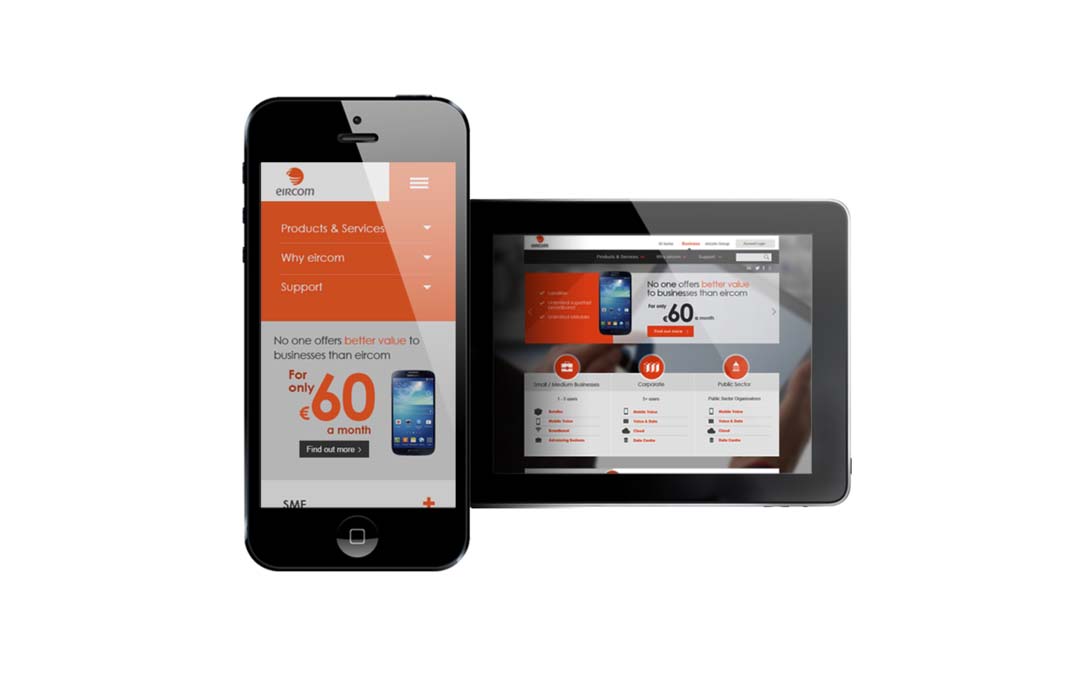 eircom
Products & Services
Why eircom
Support
No one offers better value to
businesses than eircom
For
only
€60
a month
Find out more ›
SME
eircom
Business
Account Login
Products & Services
Why eircom
Support
Landline
Unlimited superfast
broadband
Unlimited Mobiles
No one offers better value
to businesses than eircom
For only
€60 a month
Find out more ›
Small / Medium Businesses
Corporate
Public Sector
1 - 5 users
5+ users
Public Sector Organisations
Bundles
Mobile Voice
Mobile Voice
Mobile Voice
Voice & Data
Voice & Data
Broadband
Cloud
Cloud
Advancing Business
Data Centre
Data Centre